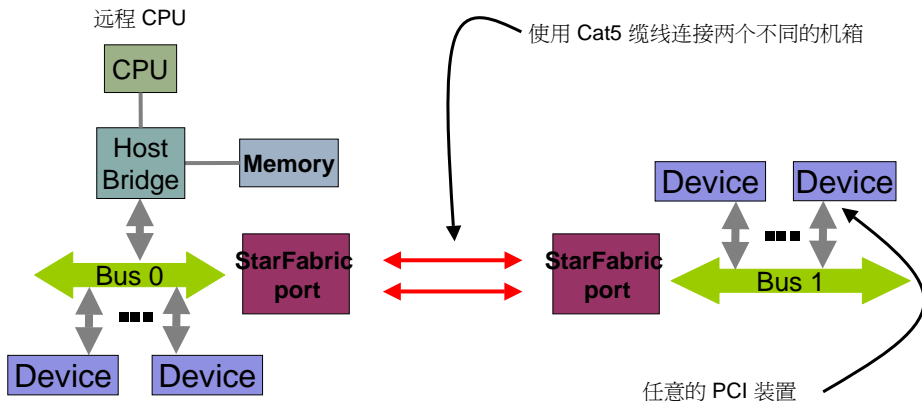 远程 CPU
使用 Cat5 缆线连接两个不同的机箱
CPU
Host
Bridge
Memory
Device
Device
StarFabric
port
StarFabric
port
Bus 0
Bus 1
Device
Device
任意的 PCI 装置